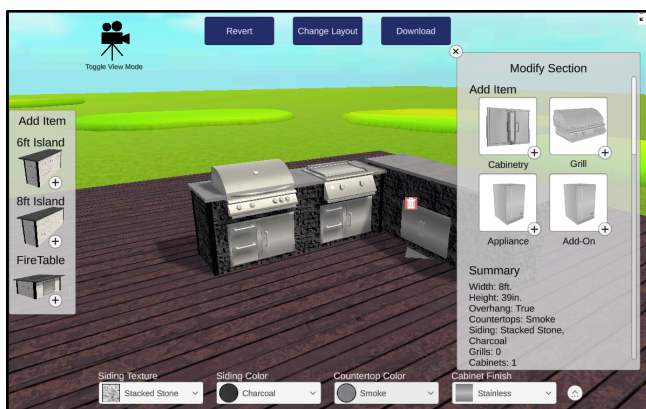 Revert
Change Layout
Download
Toggle View Mode
Modify Section
Add Item
Cabinetry
Grill
Appliance
Add-On
Summary
Width: 8ft.
Height: 39in.
Overhang: True
Countertops: Smoke
Siding: Stacked Stone,
Charcoal
Grills: 0
Cabinets: 1
Add Item
6ft Island
8ft Island
FireTable
Siding Texture
Stacked Stone
Siding Color
Charcoal
Countertop Color
Smoke
Cabinet Finish
Stainless